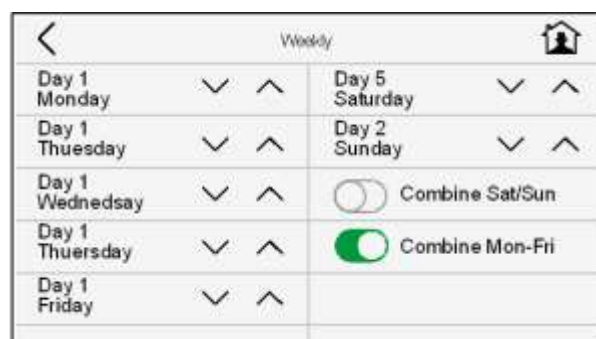 Weekly
Day 1
Monday
Day 1
Thuesday
Day 1
Wednedsay
Day 1
Thuersday
Day 1
Friday
Day 5
Saturday
Day 2
Sunday
Combine Sat/Sun
Combine Mon-Fri